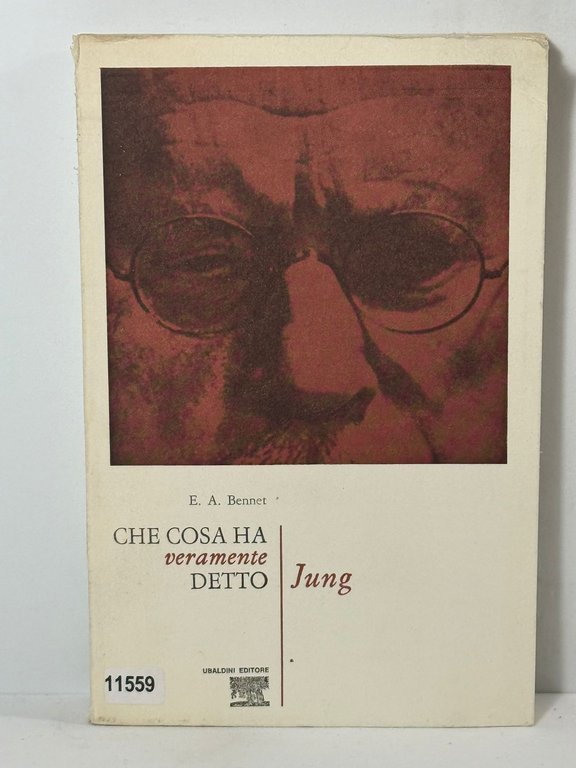 E. A. Bennet
CHE COSA HA
veramente
DETTO
Jung
UBALDINI EDITORE
11559